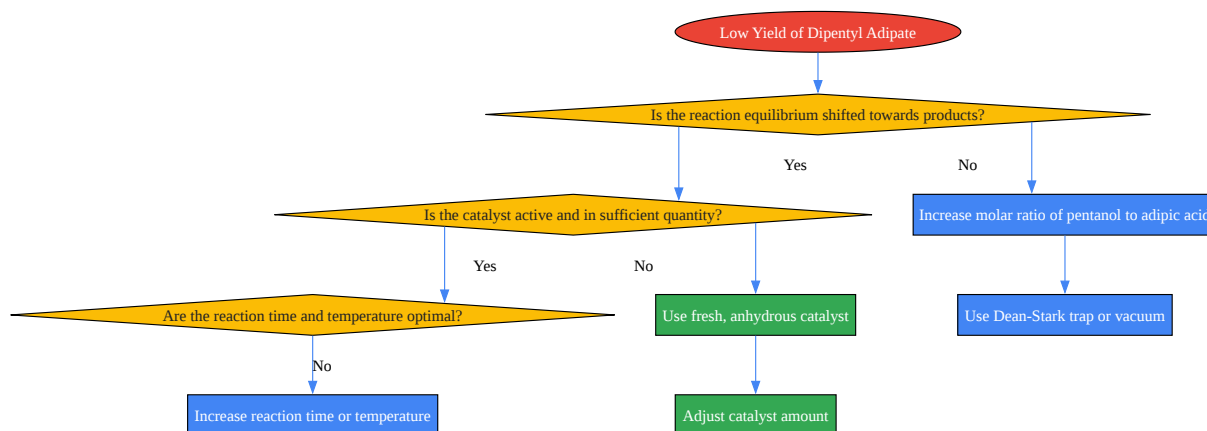 Low Yield of Dipentyl Adipate
Is the reaction equilibrium shifted towards products?
Yes
No
Is the catalyst active and in sufficient quantity?
Increase molar ratio of pentanol to adipic acid
Yes
No
Are the reaction time and temperature optimal?
Use fresh, anhydrous catalyst
Use Dean-Stark trap or vacuum
No
Increase reaction time or temperature
Adjust catalyst amount